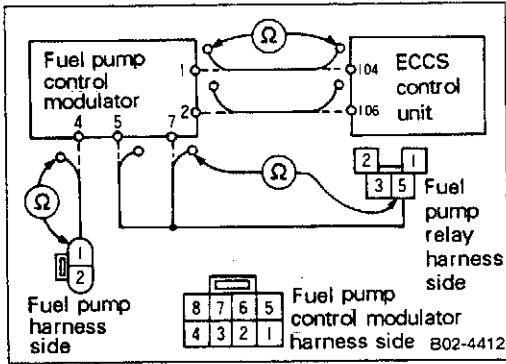 Fuel pump
control
modulator
1
2
4 5 7
Ω
104
106
ECCS
control
unit
Ω
1
2
Fuel pump
harness
side
Ω
2 1
3 5
Fuel
pump
relay
harness
side
8 7 6 5
4 3 2 1
Fuel pump
control modulator
harness side B02-4412